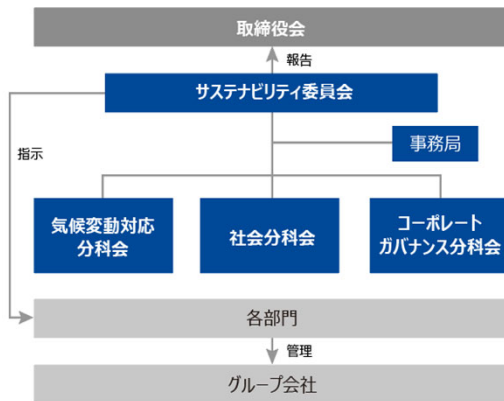 取締役会
報告
サステナビリティ委員会
事務局
指示
気候変動対応
分科会
社会分科会
コーポレート
ガバナンス分科会
各部門
管理
グループ会社